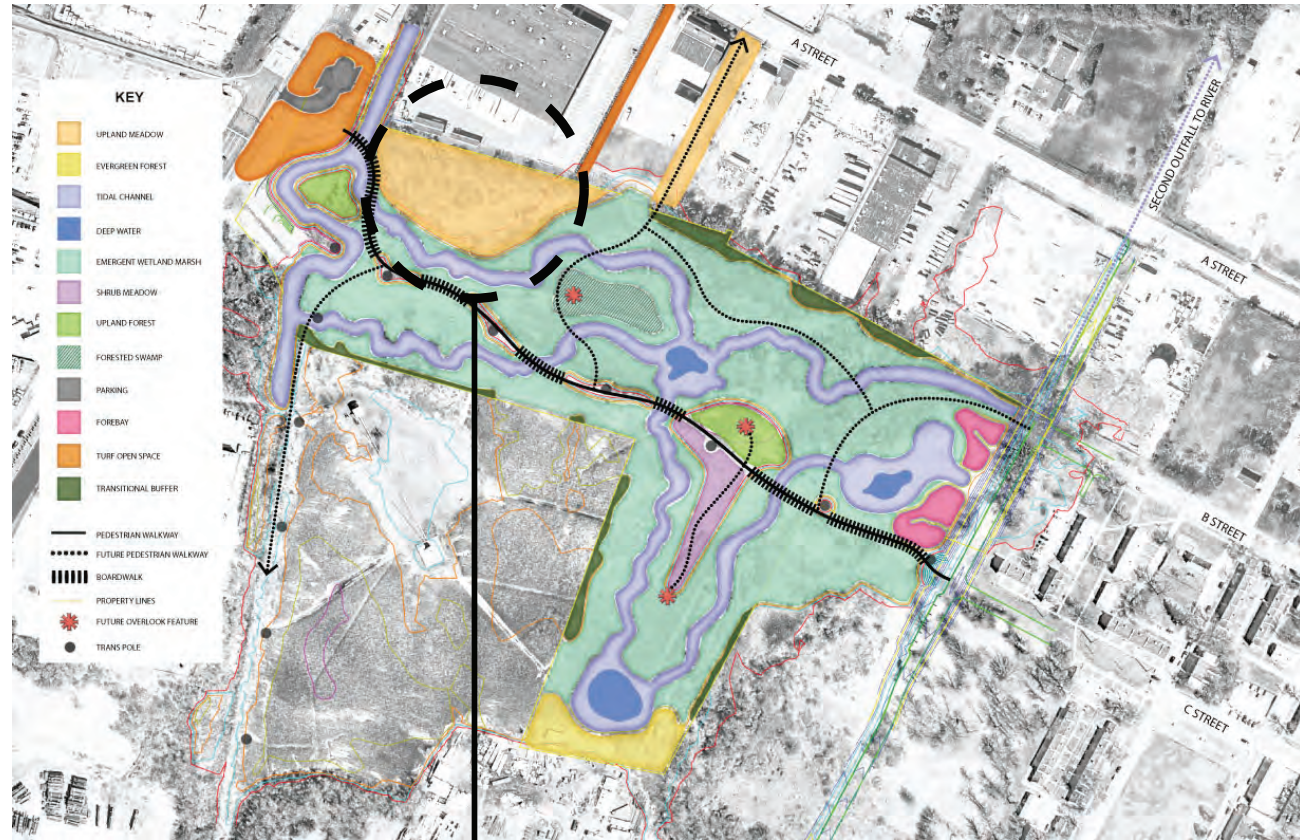 KEY
UPLAND MEADOW
EVERGREEN FOREST
TIDAL CHANNEL
DEEP WATER
EMERGENT WETLAND MARSH
SHRUB MEADOW
UPLAND FOREST
FORESTED SWAMP
PARKING
FOREBAY
TURF OPEN SPACE
TRANSITIONAL BUFFER
PEDESTRIAN WALKWAY
FUTURE PEDESTRIAN WALKWAY
BOARDWALK
PROPERTY LINES
FUTURE OVERLOOK FEATURE
TRANS POLE
A STREET
SECOND OUTFALL TO RIVER
A STREET
B STREET
C STREET